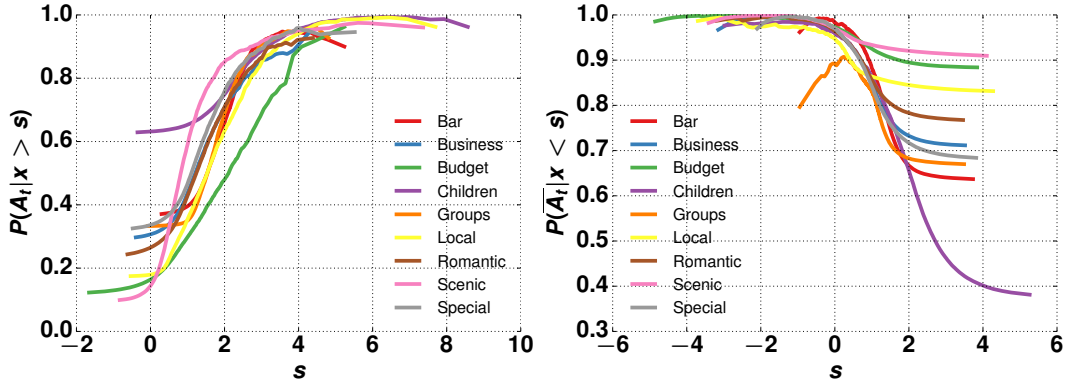 1.0
0.8
0.6
0.4
0.2
0.0
P(A_t|x > s)
Bar
Business
Budget
Children
Groups
Local
Romantic
Scenic
Special
−2 0 2 4 6 8 10
s
1.0
0.9
0.8
0.7
0.6
0.5
0.4
0.3
P(A̅_t|x < s)
Bar
Business
Budget
Children
Groups
Local
Romantic
Scenic
Special
−6 −4 −2 0 2 4 6
s